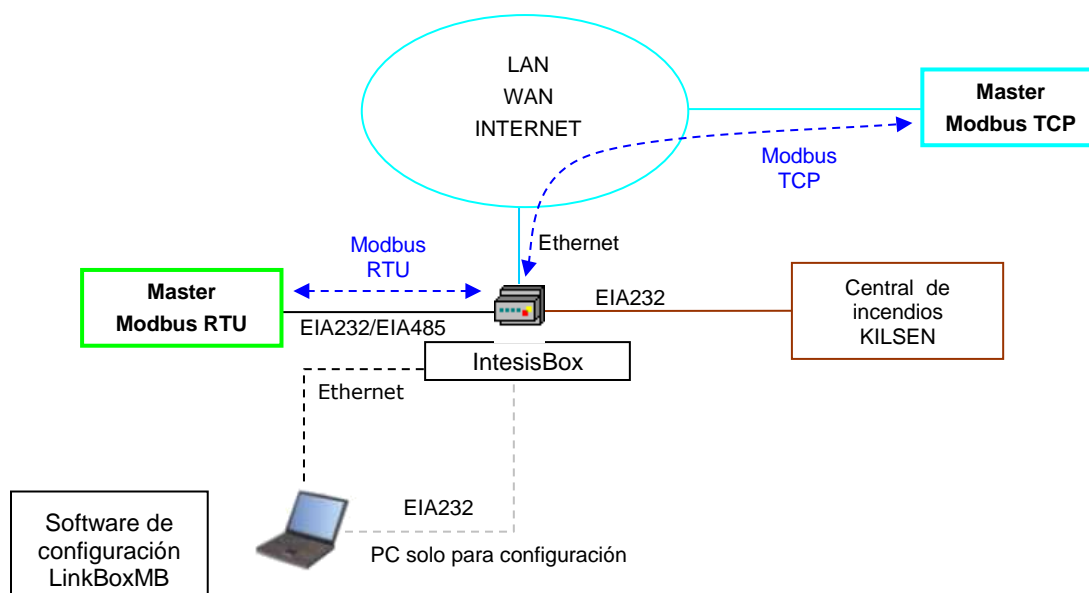 LAN
WAN
INTERNET
Master
Modbus TCP
Modbus
TCP
Ethernet
Modbus
RTU
Master
Modbus RTU
EIA232/EIA485
EIA232
Central de
incendios
KILSEN
IntesisBox
Ethernet
EIA232
PC solo para configuración
Software de
configuración
LinkBoxMB